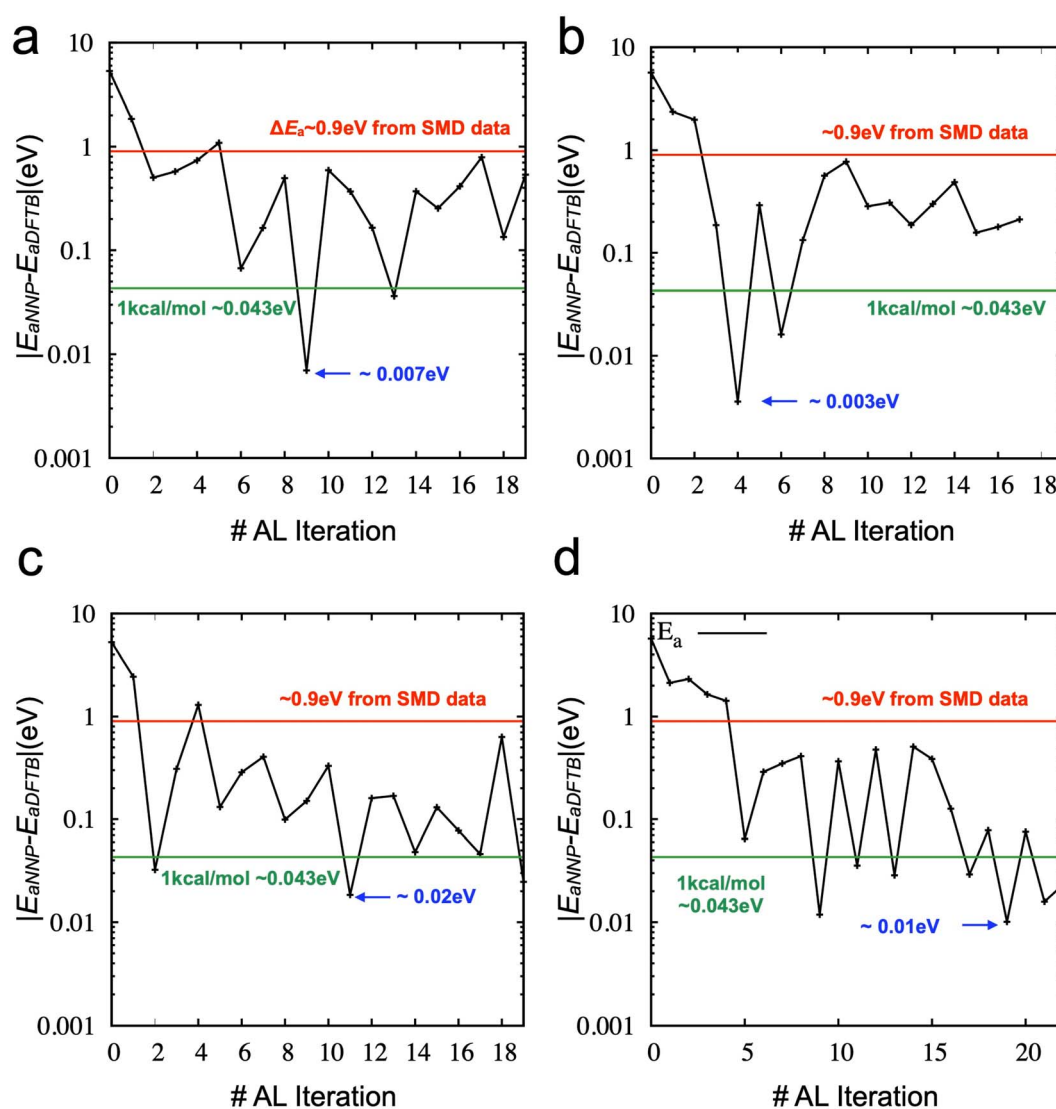 a
10
1
0.1
0.01
0.001
|EaNNP-EaDFTB|(eV)
ΔEa~0.9eV from SMD data
1kcal/mol ~0.043eV
~ 0.007eV
0 2 4 6 8 10 12 14 16 18
# AL Iteration
b
10
1
0.1
0.01
0.001
|EaNNP-EaDFTB|(eV)
~0.9eV from SMD data
1kcal/mol ~0.043eV
~ 0.003eV
0 2 4 6 8 10 12 14 16 18
# AL Iteration
c
10
1
0.1
0.01
0.001
|EaNNP-EaDFTB|(eV)
~0.9eV from SMD data
1kcal/mol ~0.043eV
~ 0.02eV
0 2 4 6 8 10 12 14 16 18
# AL Iteration
d
10
1
0.1
0.01
0.001
|EaNNP-EaDFTB|(eV)
Ea
~0.9eV from SMD data
1kcal/mol
~0.043eV
~ 0.01eV
0 5 10 15 20
# AL Iteration